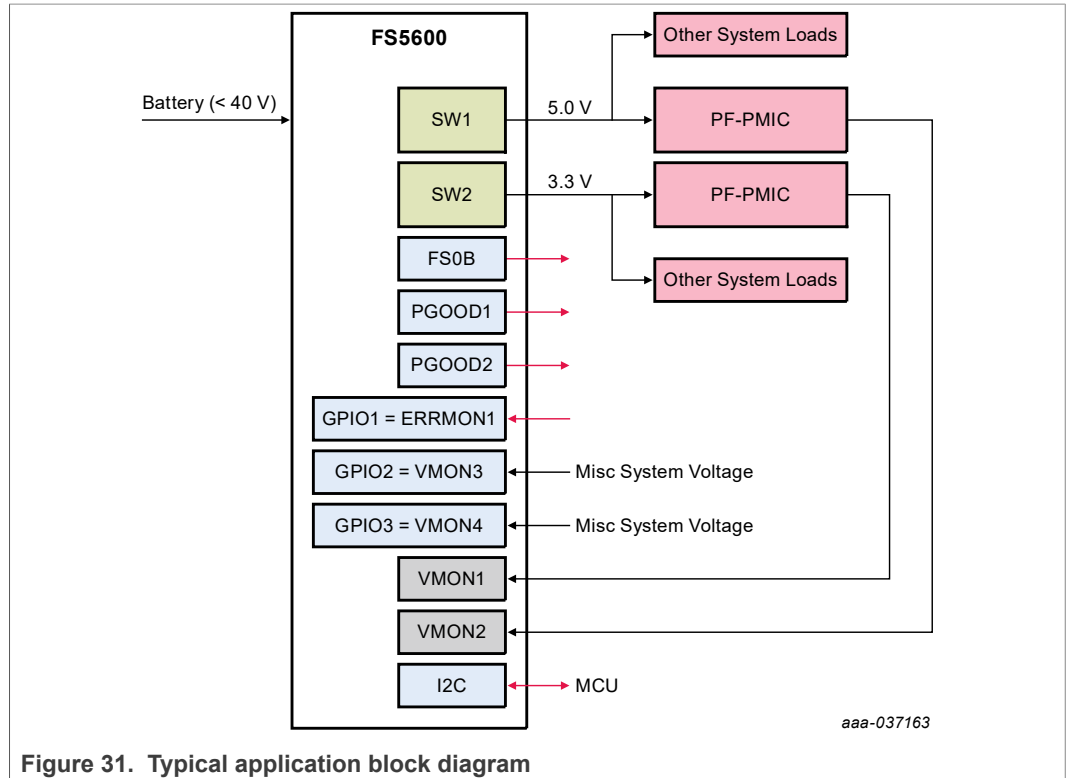 FS5600
Other System Loads
Battery (< 40 V)
SW1
5.0 V
PF-PMIC
SW2
3.3 V
PF-PMIC
FS0B
Other System Loads
PGOOD1
PGOOD2
GPIO1 = ERRMON1
GPIO2 = VMON3
Misc System Voltage
GPIO3 = VMON4
Misc System Voltage
VMON1
VMON2
I2C
MCU
aaa-037163
Figure 31. Typical application block diagram